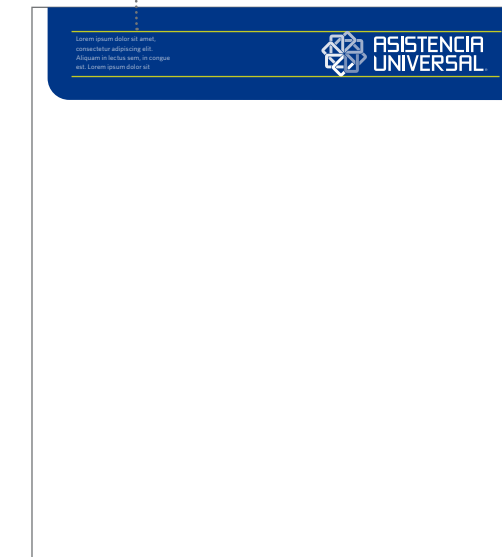 Lorem ipsum dolor sit amet,
consectetur adipiscing elit.
Aliquam in lectus sem, in congue
est. Lorem ipsum dolor sit
ASISTENCIA
UNIVERSAL.